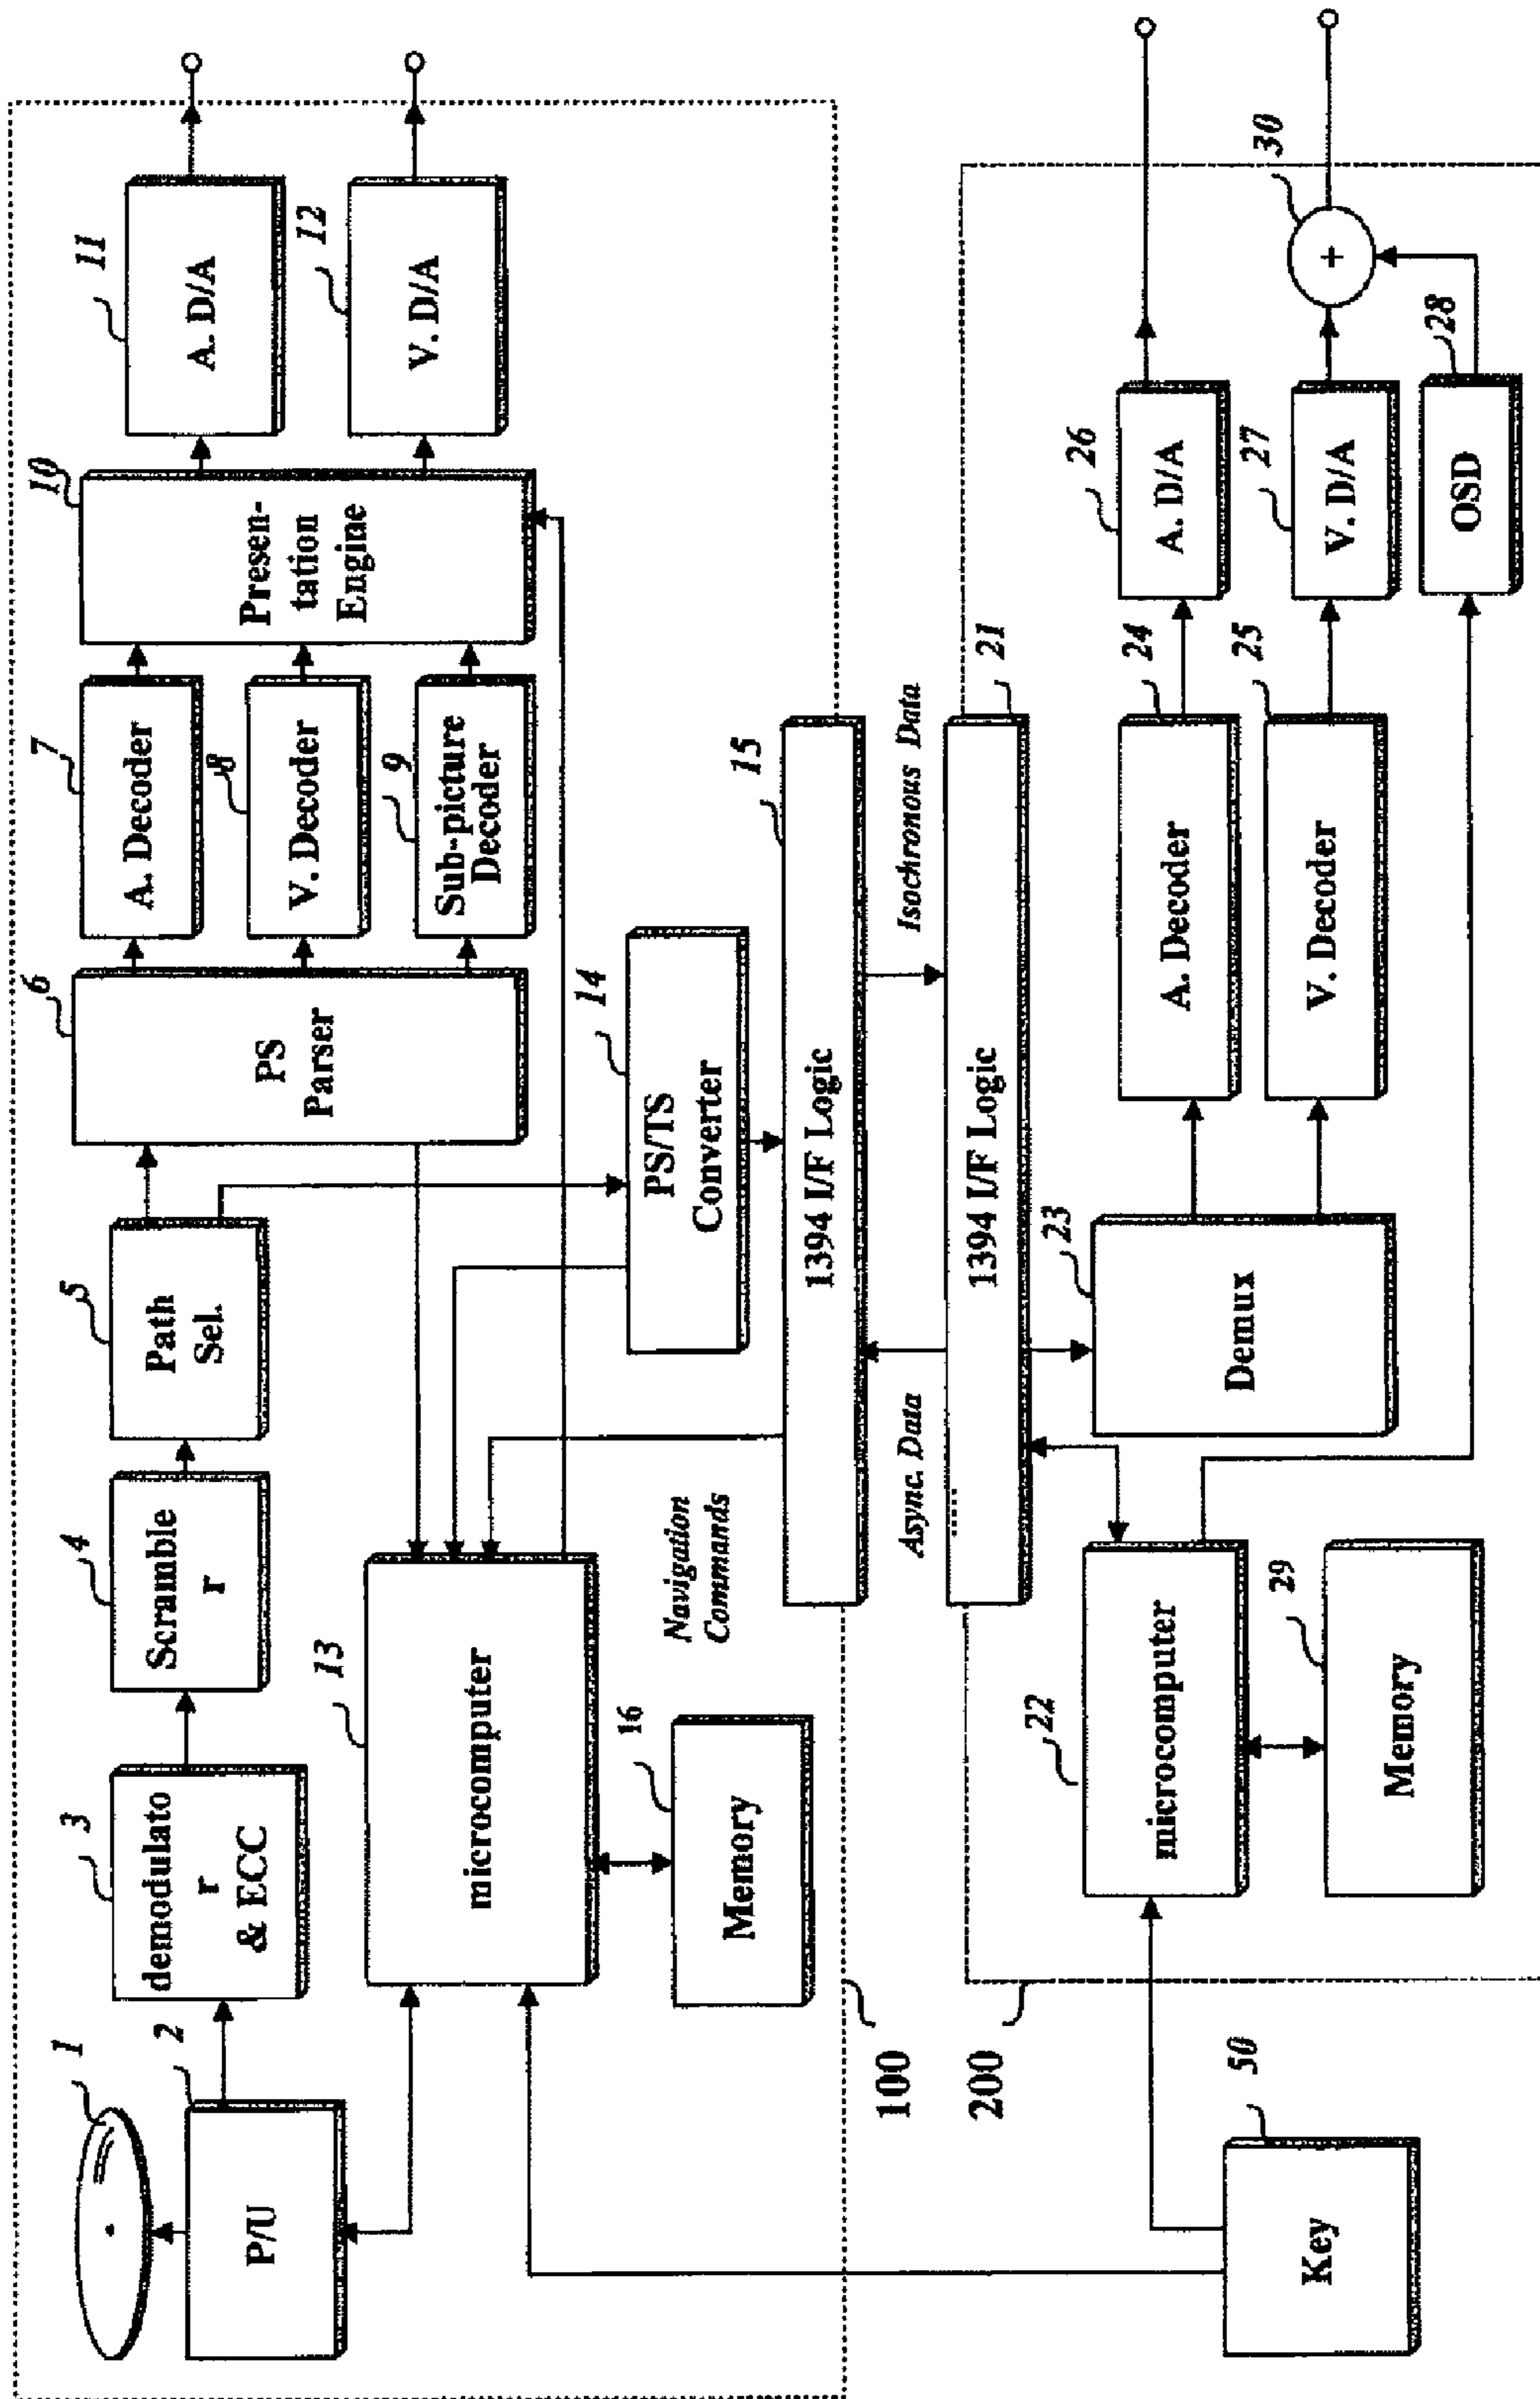 1
2
P/U
3
demodulato
r
& ECC
4
Scramble
r
5
Path
Sel.
6
PS
Parser
7
A. Decoder
8
V. Decoder
9
Sub-picture
Decoder
10
Presen-
tation
Engine
11
A. D/A
12
V. D/A
13
microcomputer
16
Memory
Navigation
Commands
14
PS/TS
Converter
15
1394 I/F Logic
Async. Data
Isochronous Data
21
1394 I/F Logic
100
200
50
Key
22
microcomputer
29
Memory
23
Demux
24
A. Decoder
25
V. Decoder
26
A. D/A
27
V. D/A
28
OSD
30
+